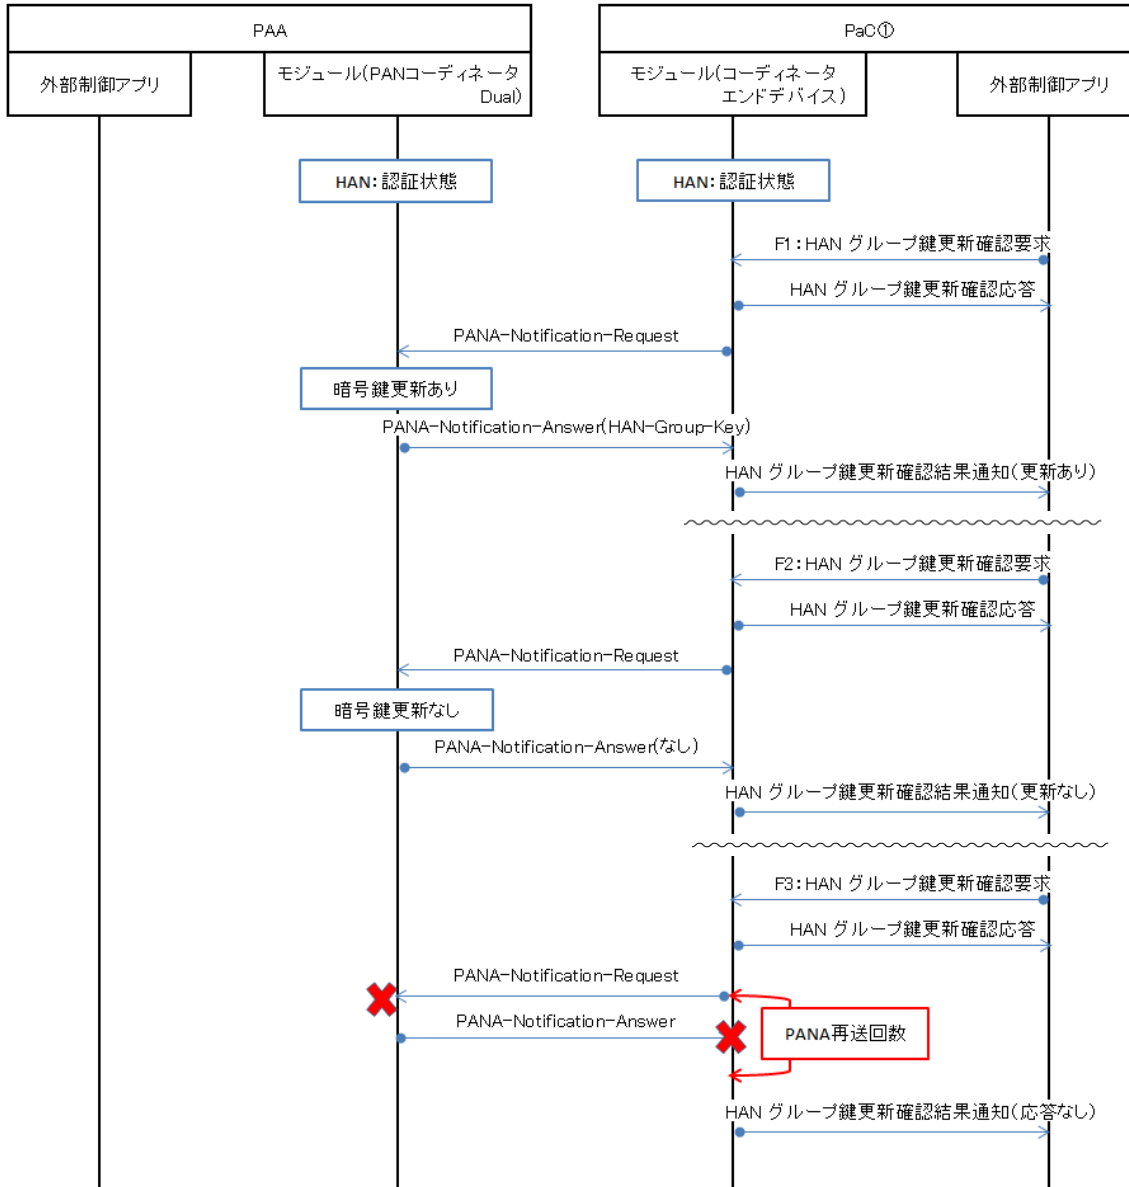 PAA
PaC①
外部制御アプリ
モジュール(PANコーディネータ
Dual)
モジュール(コーディネータ
エンドデバイス)
外部制御アプリ
HAN：認証状態
HAN：認証状態
F1：HAN グループ鍵更新確認要求
HAN グループ鍵更新確認応答
PANA-Notification-Request
暗号鍵更新あり
PANA-Notification-Answer(HAN-Group-Key)
HAN グループ鍵更新確認結果通知(更新あり)
F2：HAN グループ鍵更新確認要求
HAN グループ鍵更新確認応答
PANA-Notification-Request
暗号鍵更新なし
PANA-Notification-Answer(なし)
HAN グループ鍵更新確認結果通知(更新なし)
F3：HAN グループ鍵更新確認要求
HAN グループ鍵更新確認応答
PANA-Notification-Request
PANA-Notification-Answer
PANA再送回数
HAN グループ鍵更新確認結果通知(応答なし)